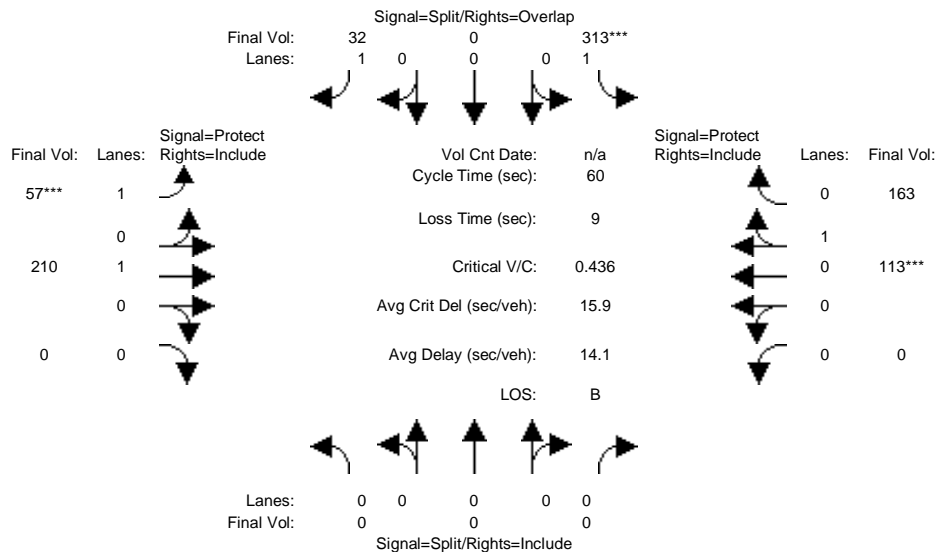 Signal=Split/Rights=Overlap
Final Vol: 32 0 313***
Lanes: 1 0 0 0 1
Signal=Protect
Final Vol: Lanes: Rights=Include
Vol Cnt Date: n/a
Signal=Protect
Rights=Include Lanes: Final Vol:
Cycle Time (sec): 60
57*** 1
0 163
Loss Time (sec): 9
0
1
210 1
Critical V/C: 0.436
0 113***
0
Avg Crit Del (sec/veh): 15.9
0
0 0
Avg Delay (sec/veh): 14.1
0 0
LOS: B
Lanes: 0 0 0 0 0
Final Vol: 0 0 0
Signal=Split/Rights=Include